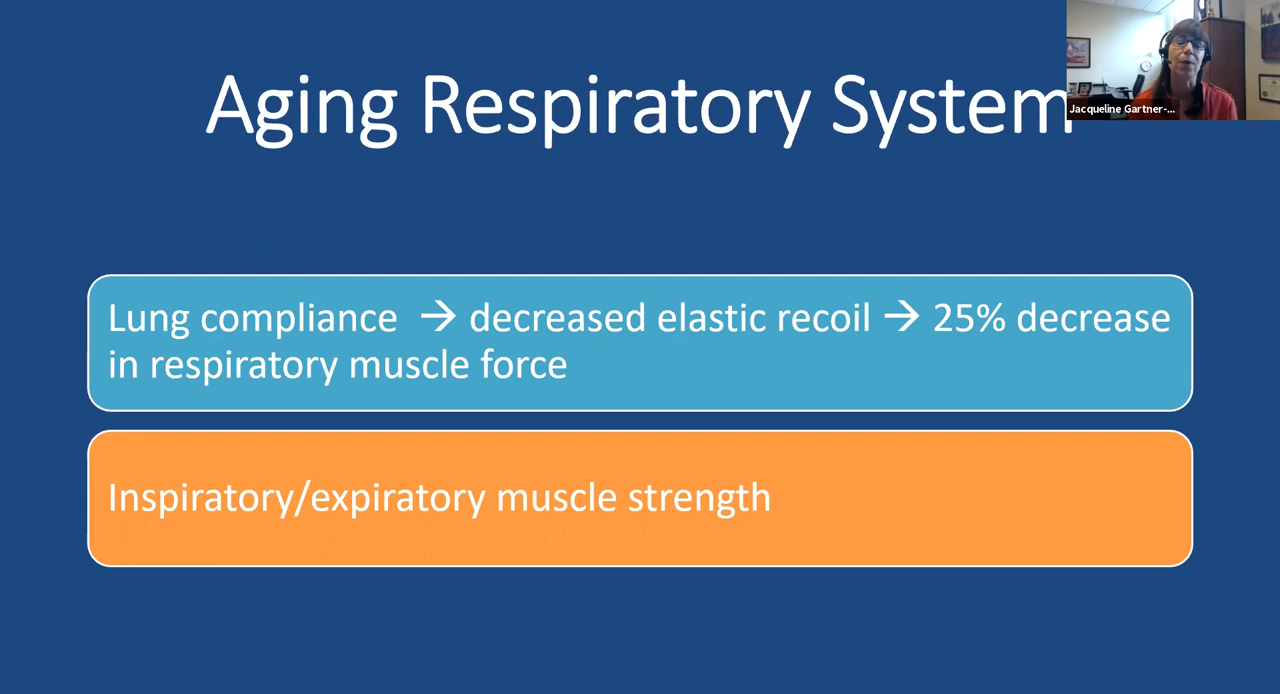 Aging Respiratory System
Jacqueline Gartner-...
Lung compliance → decreased elastic recoil → 25% decrease
in respiratory muscle force
Inspiratory/expiratory muscle strength